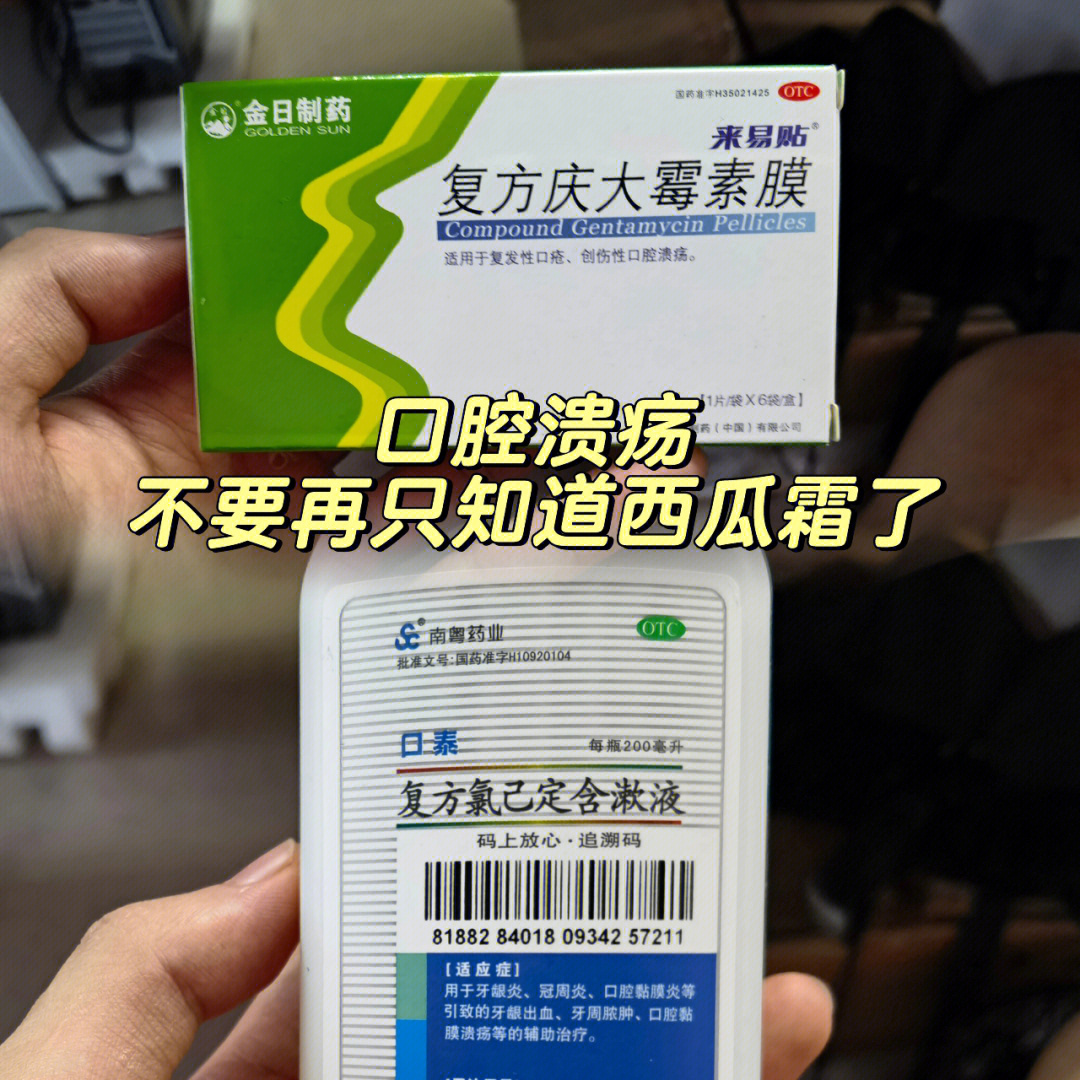 金日制药
GOLDEN SUN
国药准字H35021425 OTC
来易贴®
复方庆大霉素膜
Compound Gentamycin Pellicles
适用于复发性口疮、创伤性口腔溃疡。
1片/袋X6袋/盒】
药(中国)有限公司
口腔溃疡
不要再只知道西瓜霜了
南粤药业 OTC
批准文号:国药准字H10920104
口泰 每瓶200毫升
复方氯己定含漱液
码上放心·追溯码
81882 84018 09342 57211
[适应症]
用于牙龈炎、冠周炎、口腔黏膜炎等
引致的牙龈出血、牙周脓肿、口腔黏
膜溃疡等的辅助治疗。